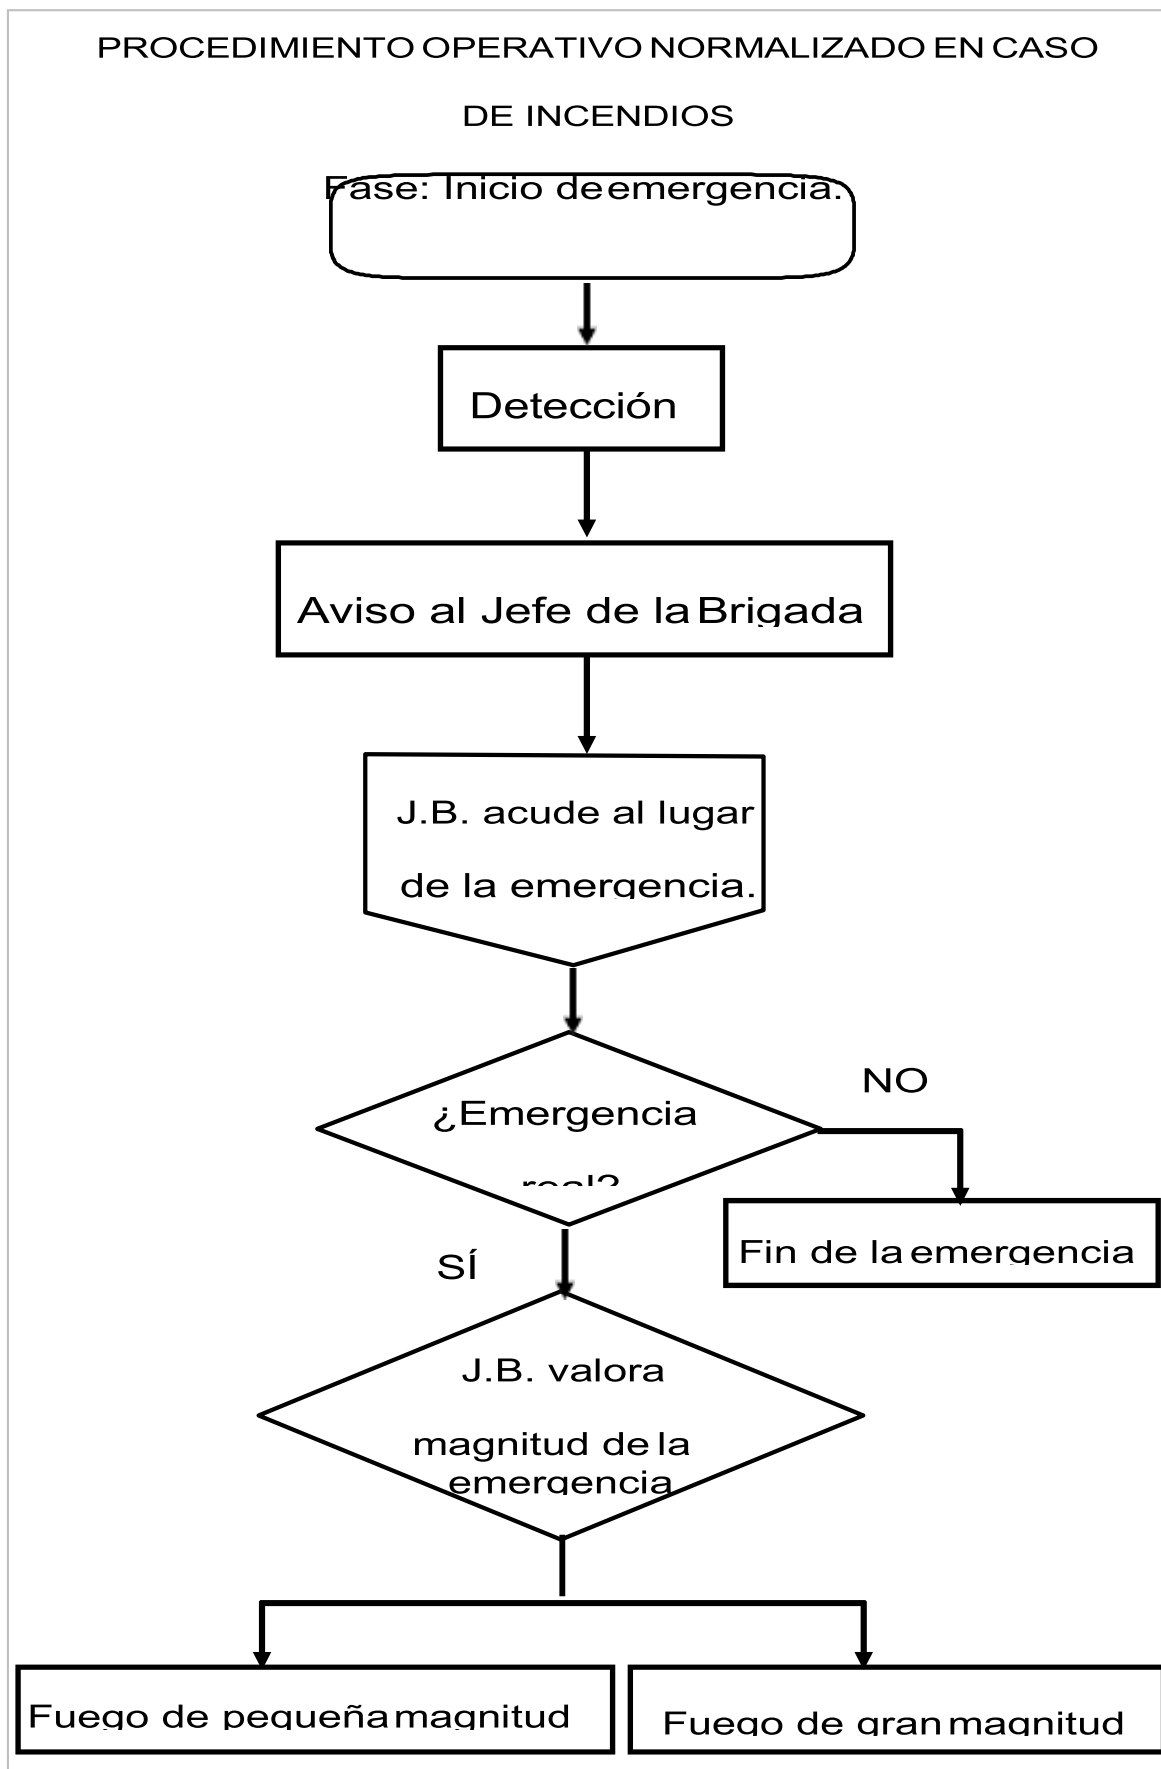 PROCEDIMIENTO OPERATIVO NORMALIZADO EN CASO
DE INCENDIOS
Fase: Inicio de emergencia.
Detección
Aviso al Jefe de la Brigada
J.B. acude al lugar
de la emergencia.
¿Emergencia
real?
NO
Fin de la emergencia
SÍ
J.B. valora
magnitud de la
emergencia
Fuego de pequeña magnitud
Fuego de gran magnitud